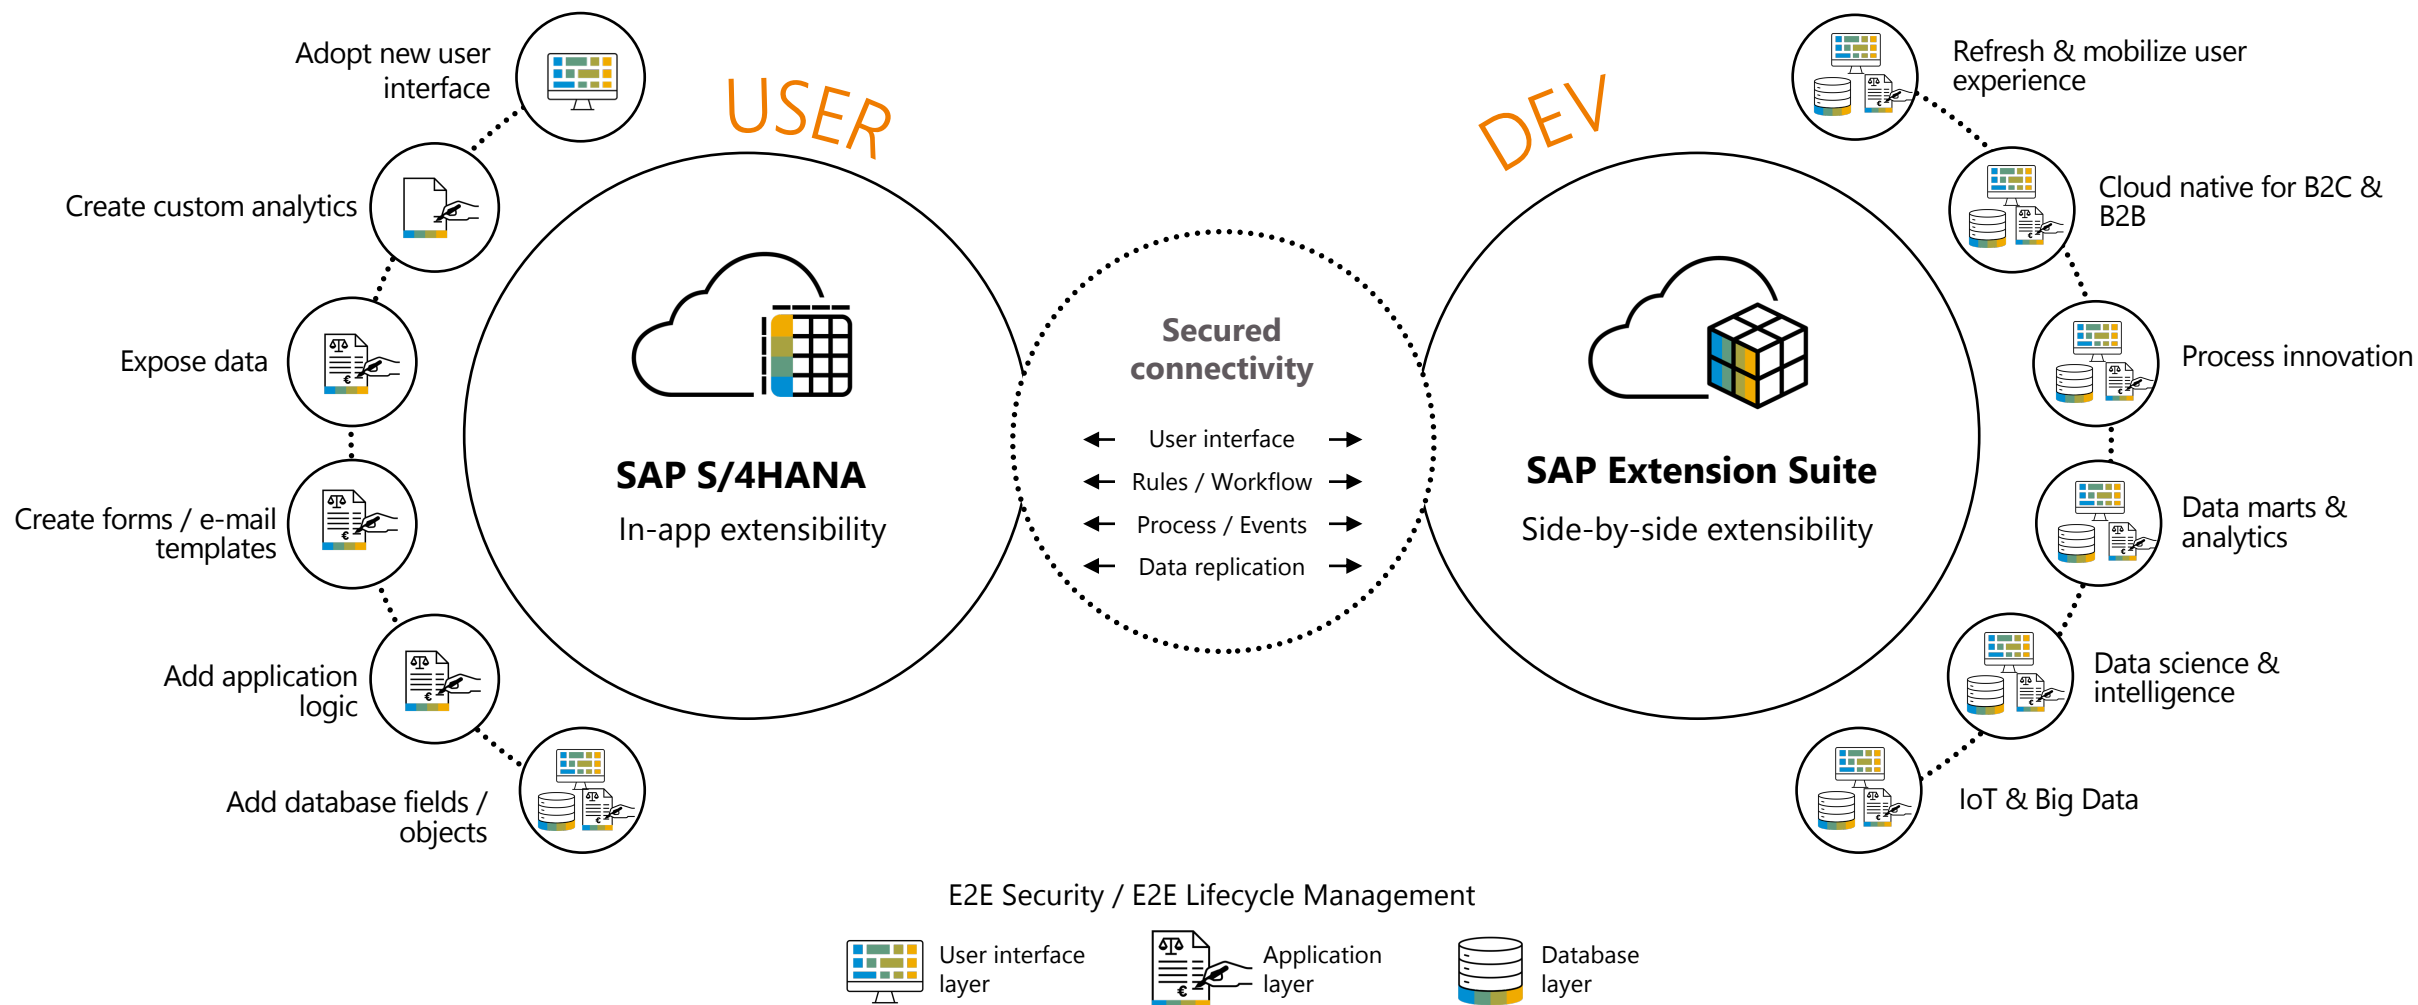 USER
DEV
Adopt new user
interface
Create custom analytics
Expose data
Create forms / e-mail
templates
Add application
logic
Add database fields /
objects
SAP S/4HANA
In-app extensibility
Secured
connectivity
User interface
Rules / Workflow
Process / Events
Data replication
SAP Extension Suite
Side-by-side extensibility
Refresh & mobilize user
experience
Cloud native for B2C &
B2B
Process innovation
Data marts &
analytics
Data science &
intelligence
IoT & Big Data
E2E Security / E2E Lifecycle Management
User interface
layer
Application
layer
Database
layer